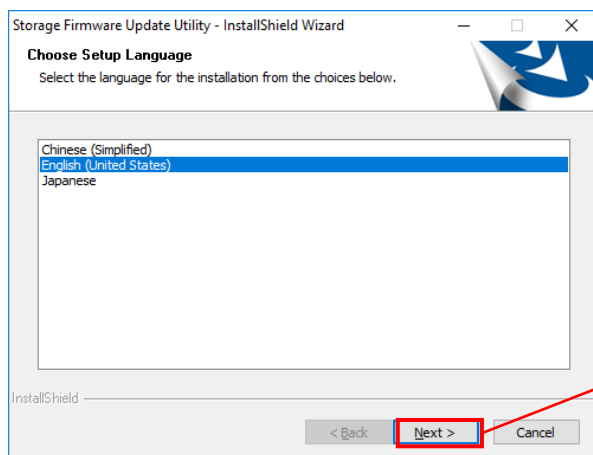 Storage Firmware Update Utility - InstallShield Wizard
Choose Setup Language
Select the language for the installation from the choices below.
Chinese (Simplified)
English (United States)
Japanese
InstallShield
< Back Next > Cancel